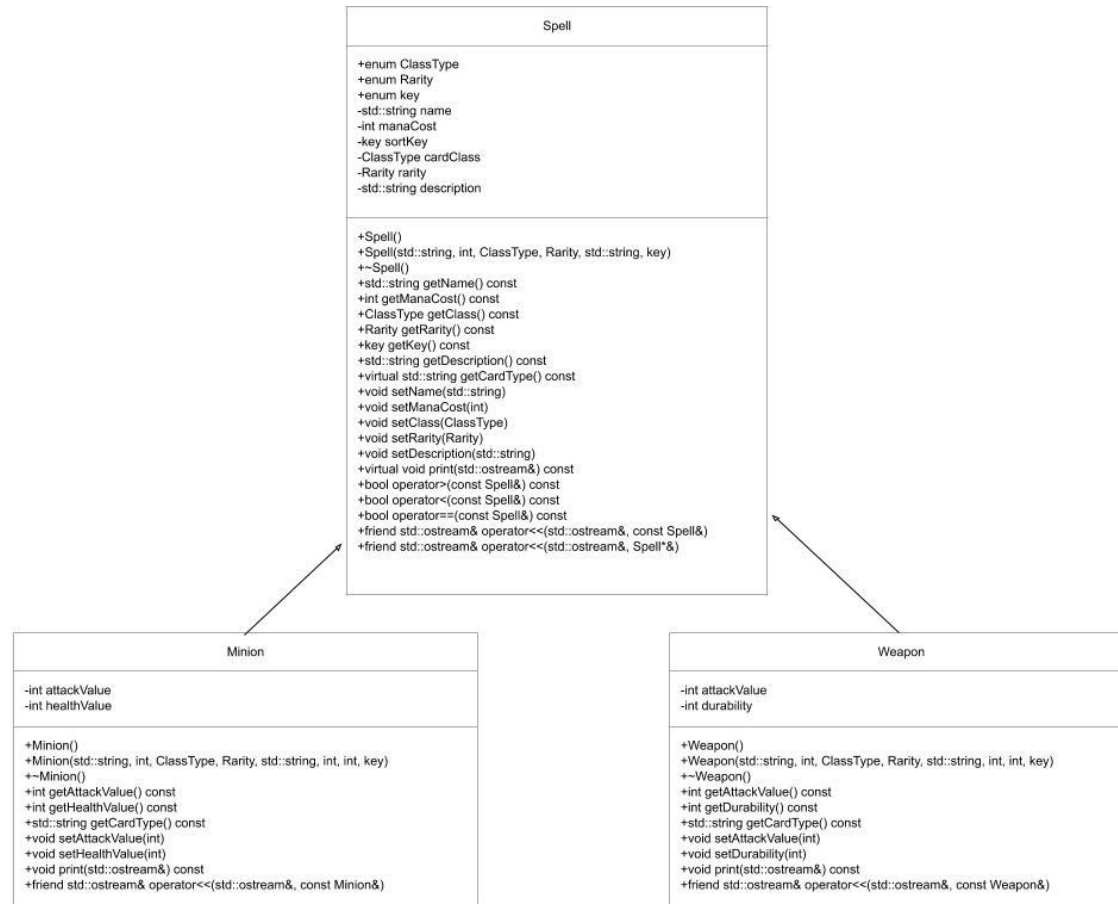 Spell
+enum ClassType
+enum Rarity
+enum key
-std::string name
-int manaCost
-key sortKey
-ClassType cardClass
-Rarity rarity
-std::string description
+Spell()
+Spell(std::string, int, ClassType, Rarity, std::string, key)
+~Spell()
+std::string getName() const
+int getManaCost() const
+ClassType getClass() const
+Rarity getRarity() const
+key getKey() const
+std::string getDescription() const
+virtual std::string getCardType() const
+void setName(std::string)
+void setManaCost(int)
+void setClass(ClassType)
+void setRarity(Rarity)
+void setDescription(std::string)
+virtual void print(std::ostream&) const
+bool operator>(const Spell&) const
+bool operator<(const Spell&) const
+bool operator==(const Spell&) const
+friend std::ostream& operator<<(std::ostream&, const Spell&)
+friend std::ostream& operator<<(std::ostream&, Spell*&)
Minion
-int attackValue
-int healthValue
+Minion()
+Minion(std::string, int, ClassType, Rarity, std::string, int, int, key)
+~Minion()
+int getAttackValue() const
+int getHealthValue() const
+std::string getCardType() const
+void setAttackValue(int)
+void setHealthValue(int)
+void print(std::ostream&) const
+friend std::ostream& operator<<(std::ostream&, const Minion&)
Weapon
-int attackValue
-int durability
+Weapon()
+Weapon(std::string, int, ClassType, Rarity, std::string, int, int, key)
+~Weapon()
+int getAttackValue() const
+int getDurability() const
+std::string getCardType() const
+void setAttackValue(int)
+void setDurability(int)
+void print(std::ostream&) const
+friend std::ostream& operator<<(std::ostream&, const Weapon&)